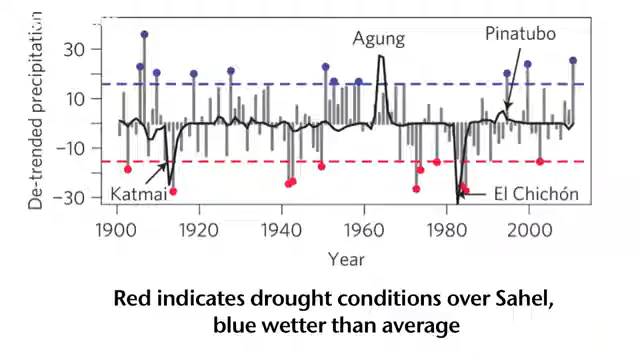 De-trended precipitation
30
10
−10
−30
Agung
Pinatubo
Katmai
El Chichón
1900
1920
1940
1960
1980
2000
Year
Red indicates drought conditions over Sahel,
blue wetter than average